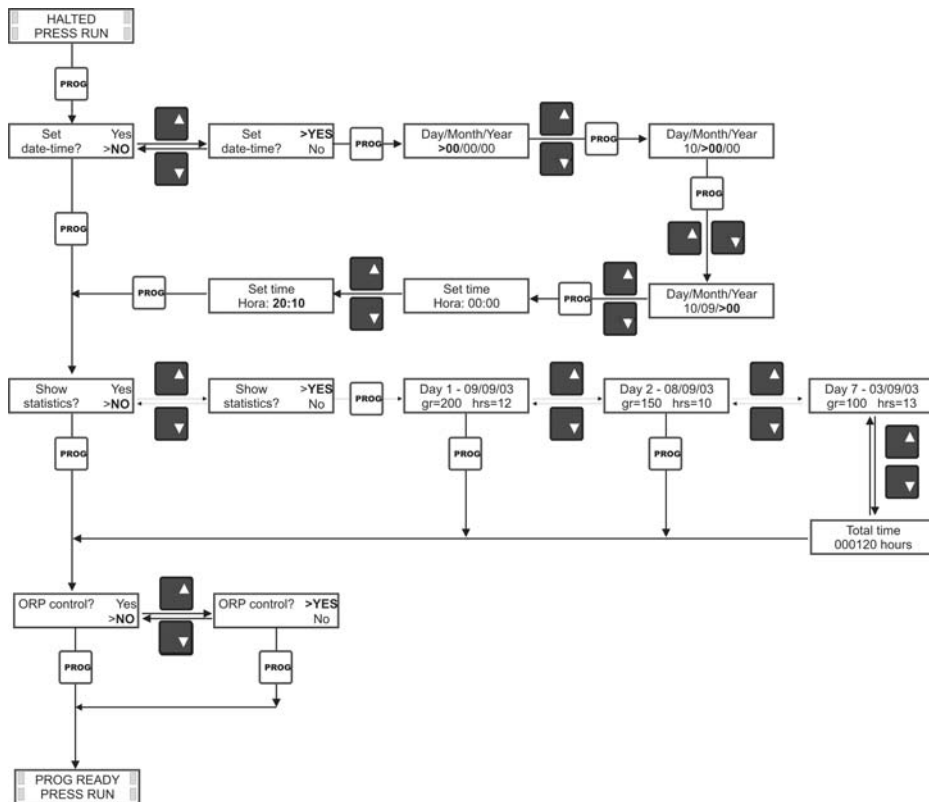 HALTED
PRESS RUN
PROG
Set Yes
date-time? >NO
Set >YES
date-time? No
PROG
Day/Month/Year
>00/00/00
PROG
Day/Month/Year
10/>00/00
PROG
PROG
Day/Month/Year
10/09/>00
PROG
Set time
Hora: 00:00
Set time
Hora: 20:10
PROG
Show Yes
statistics? >NO
Show >YES
statistics? No
PROG
Day 1 - 09/09/03
gr=200 hrs=12
Day 2 - 08/09/03
gr=150 hrs=10
Day 7 - 03/09/03
gr=100 hrs=13
PROG
PROG
PROG
Total time
000120 hours
ORP control? Yes
>NO
ORP control? >YES
No
PROG
PROG
PROG READY
PRESS RUN